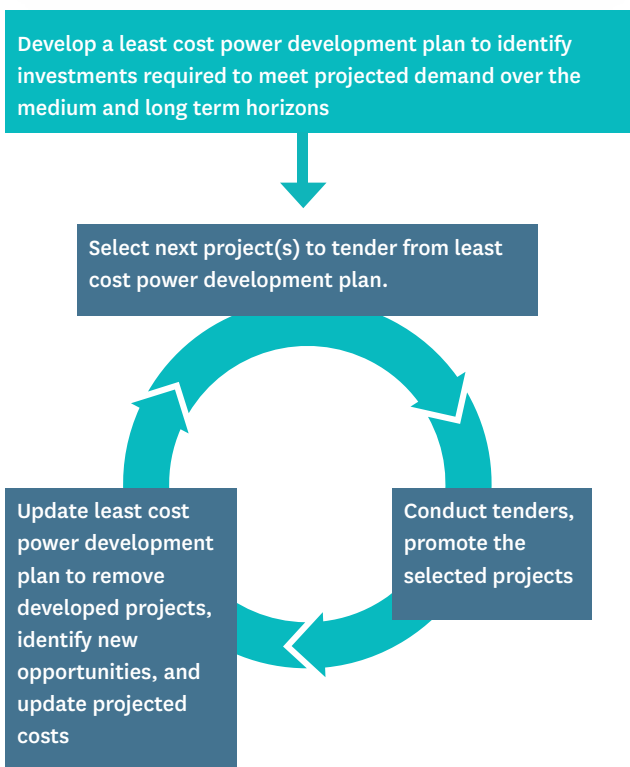 Develop a least cost power development plan to identify
investments required to meet projected demand over the
medium and long term horizons
Select next project(s) to tender from least
cost power development plan.
Conduct tenders,
promote the
selected projects
Update least cost
power development
plan to remove
developed projects,
identify new
opportunities, and
update projected
costs